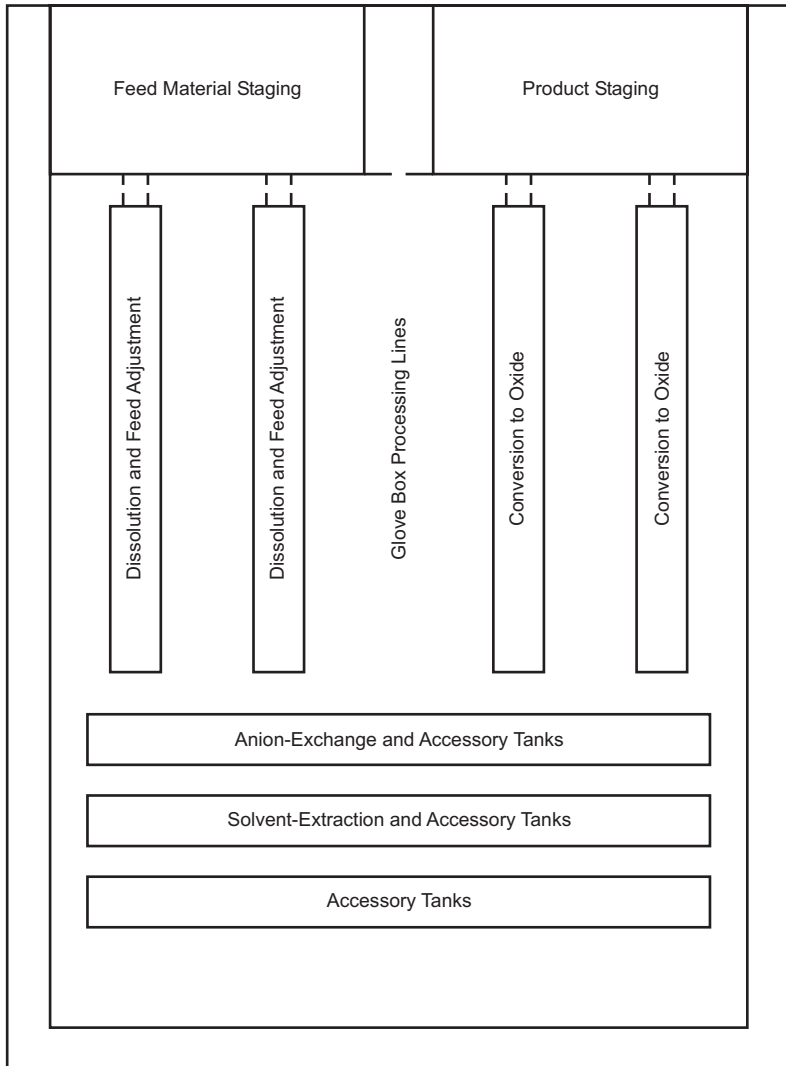 Feed Material Staging
Product Staging
Dissolution and Feed Adjustment
Dissolution and Feed Adjustment
Glove Box Processing Lines
Conversion to Oxide
Conversion to Oxide
Anion-Exchange and Accessory Tanks
Solvent-Extraction and Accessory Tanks
Accessory Tanks